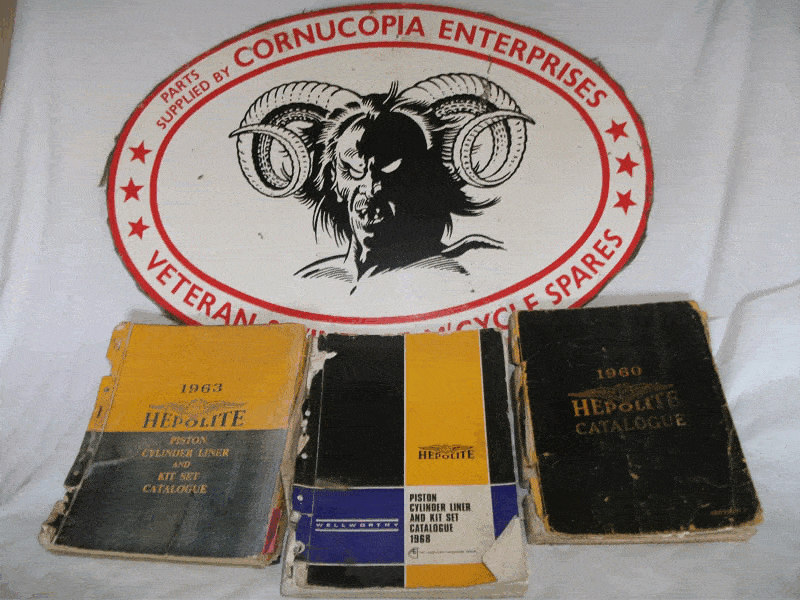 PARTS
SUPPLIED BY CORNUCOPIA ENTERPRISES
VETERAN & M'CYCLE SPARES
1963
HEPOLITE
PISTON
CYLINDER LINER
AND
KIT SET
CATALOGUE
HEPOLITE
WELLWORTHY
PISTON
CYLINDER LINER
AND KIT SET
CATALOGUE
1968
1960
HEPOLITE
CATALOGUE